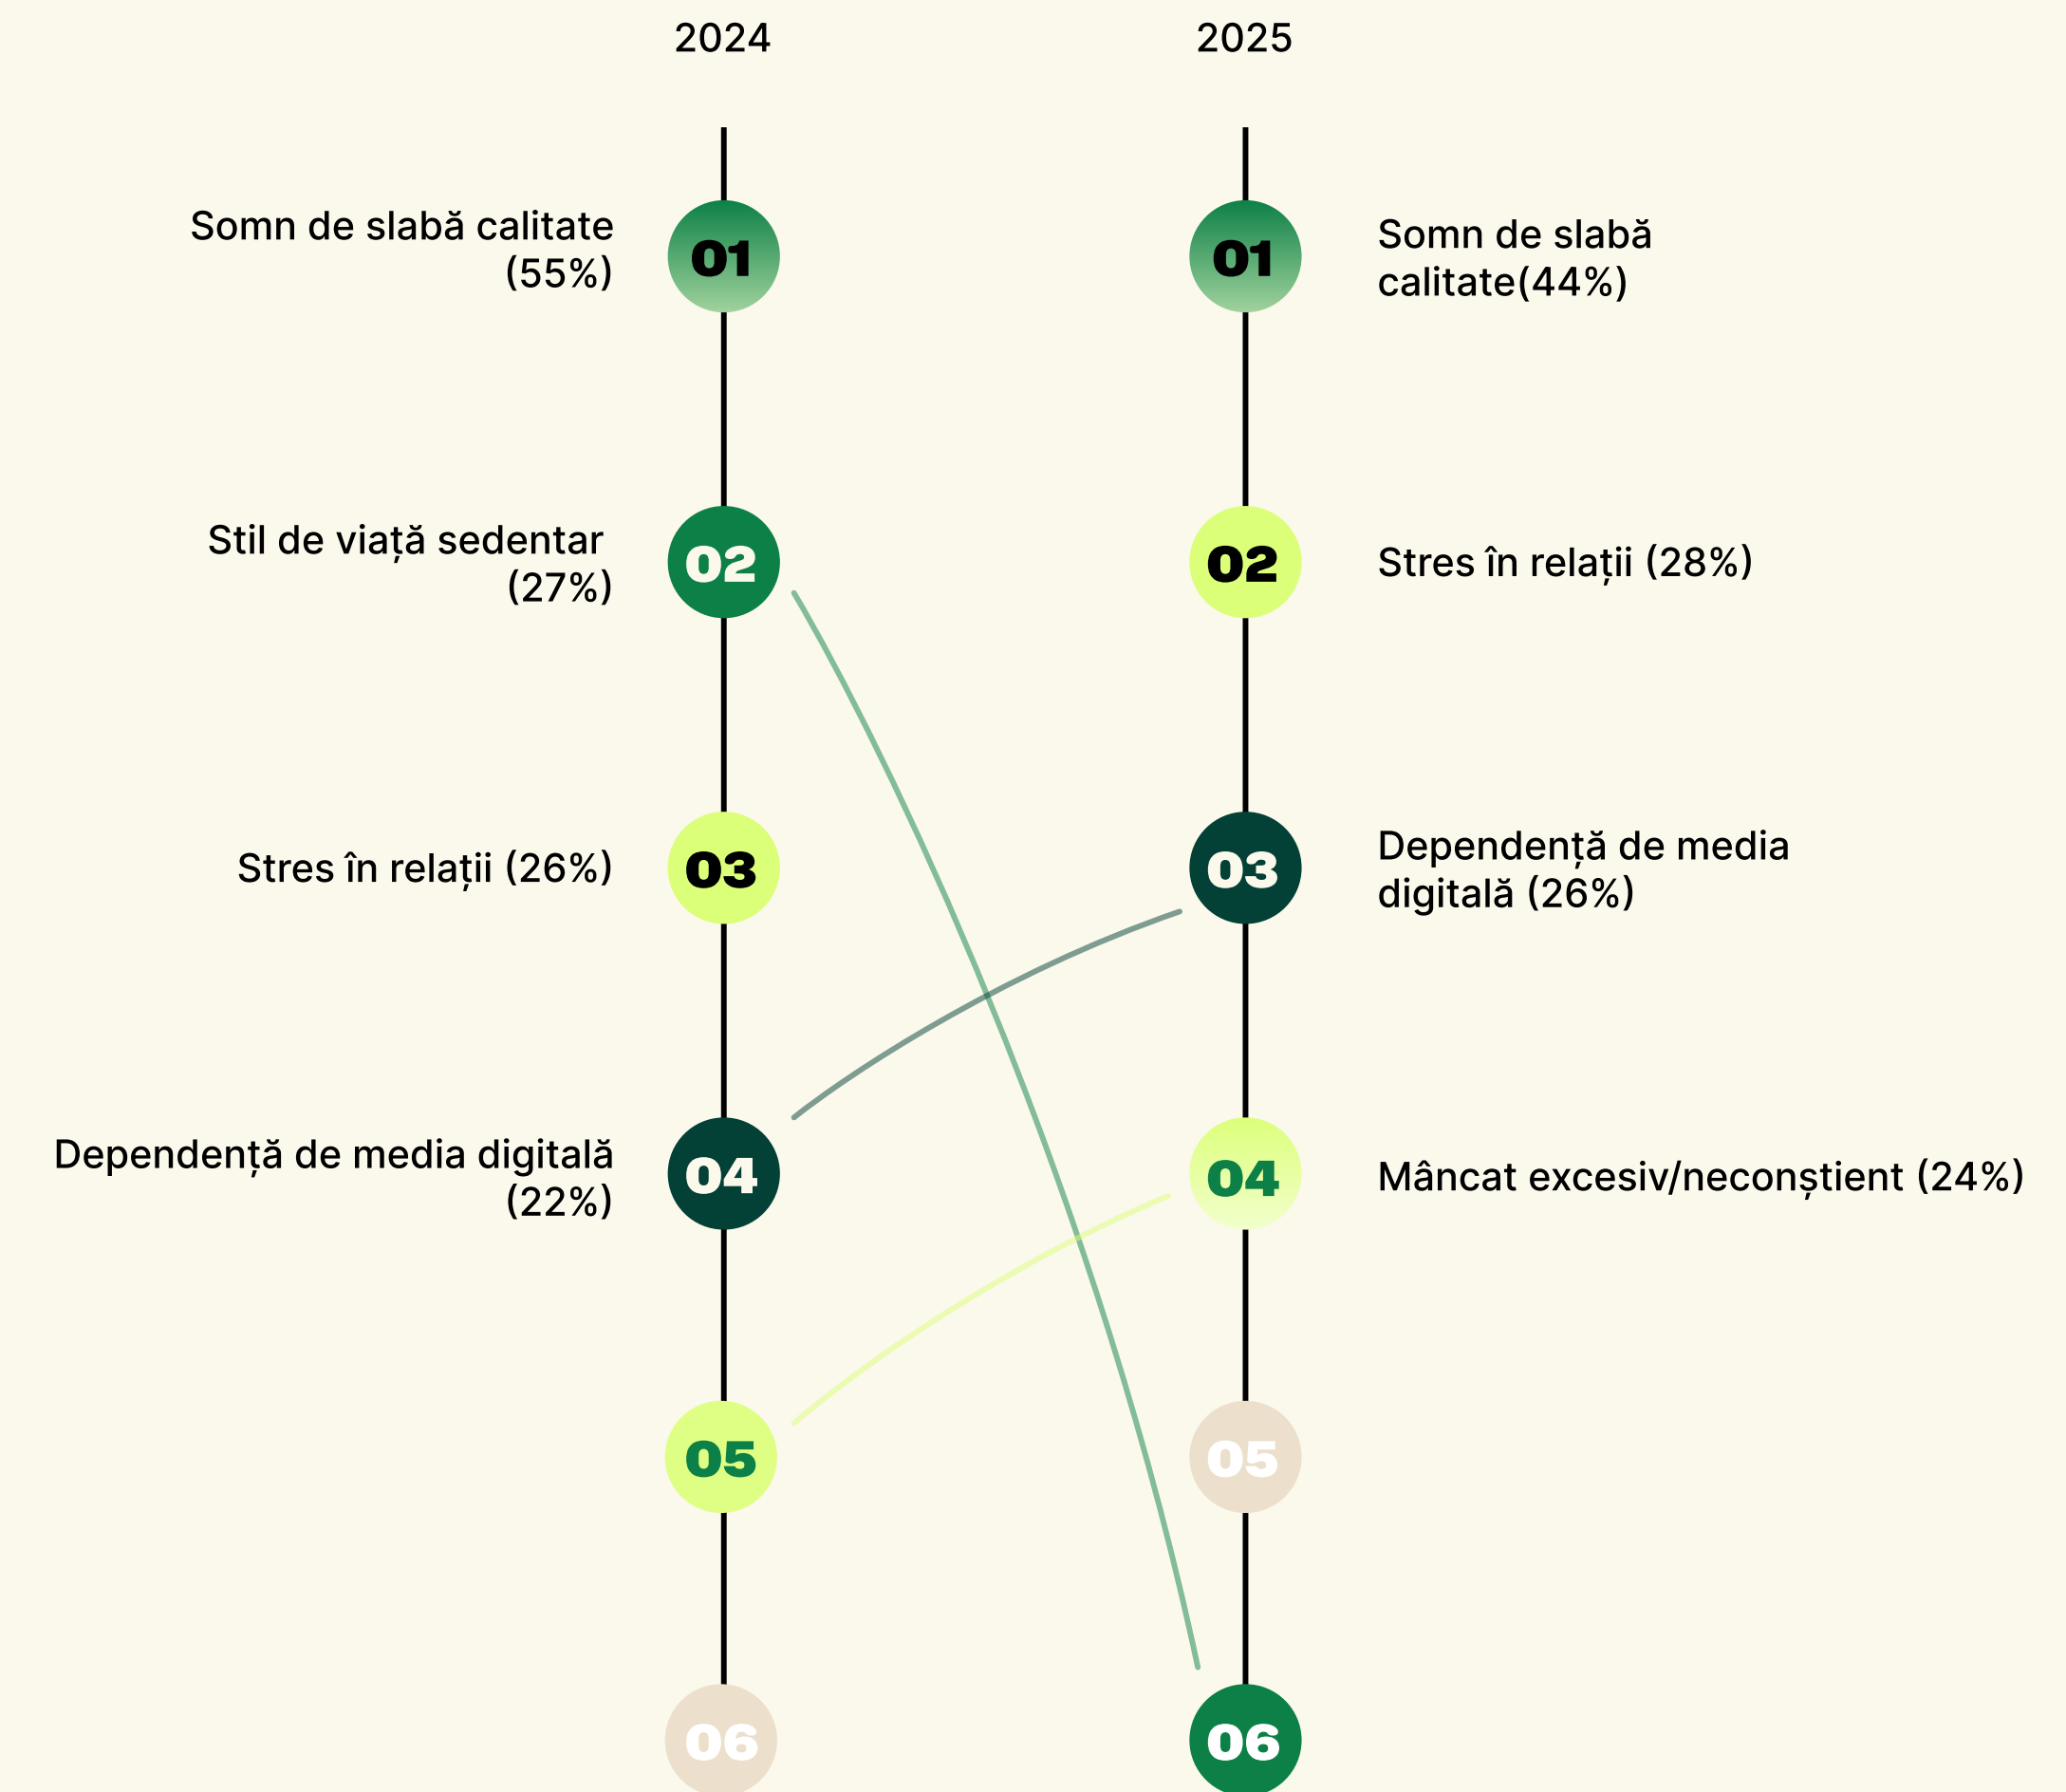 2024
2025
Somn de slabă calitate
(55%)
01
01
Somn de slabă
calitate(44%)
Stil de viață sedentar
(27%)
02
02
Stres în relații (28%)
Stres în relații (26%)
03
03
Dependență de media
digitală (26%)
Dependență de media digitală
(22%)
04
04
Mâncat excesiv/neconștient (24%)
05
05
06
06